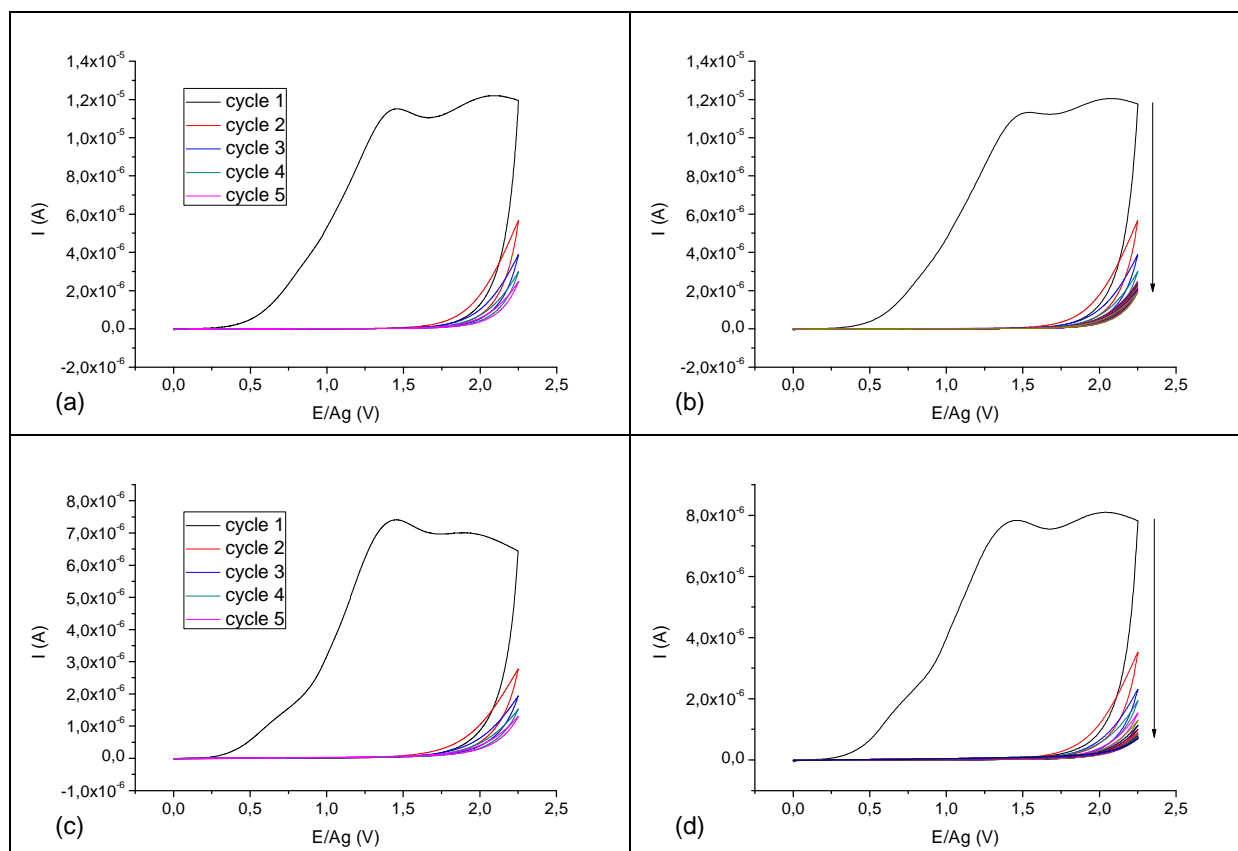 1,4x10⁻⁵
1,2x10⁻⁵
1,0x10⁻⁵
8,0x10⁻⁶
6,0x10⁻⁶
4,0x10⁻⁶
2,0x10⁻⁶
0,0
-2,0x10⁻⁶
I (A)
cycle 1
cycle 2
cycle 3
cycle 4
cycle 5
0,0 0,5 1,0 1,5 2,0 2,5
E/Ag (V)
(a)
1,4x10⁻⁵
1,2x10⁻⁵
1,0x10⁻⁵
8,0x10⁻⁶
6,0x10⁻⁶
4,0x10⁻⁶
2,0x10⁻⁶
0,0
-2,0x10⁻⁶
I (A)
0,0 0,5 1,0 1,5 2,0 2,5
E/Ag (V)
(b)
8,0x10⁻⁶
7,0x10⁻⁶
6,0x10⁻⁶
5,0x10⁻⁶
4,0x10⁻⁶
3,0x10⁻⁶
2,0x10⁻⁶
1,0x10⁻⁶
0,0
-1,0x10⁻⁶
I (A)
cycle 1
cycle 2
cycle 3
cycle 4
cycle 5
0,0 0,5 1,0 1,5 2,0 2,5
E/Ag (V)
(c)
8,0x10⁻⁶
6,0x10⁻⁶
4,0x10⁻⁶
2,0x10⁻⁶
0,0
I (A)
0,0 0,5 1,0 1,5 2,0 2,5
E/Ag (V)
(d)